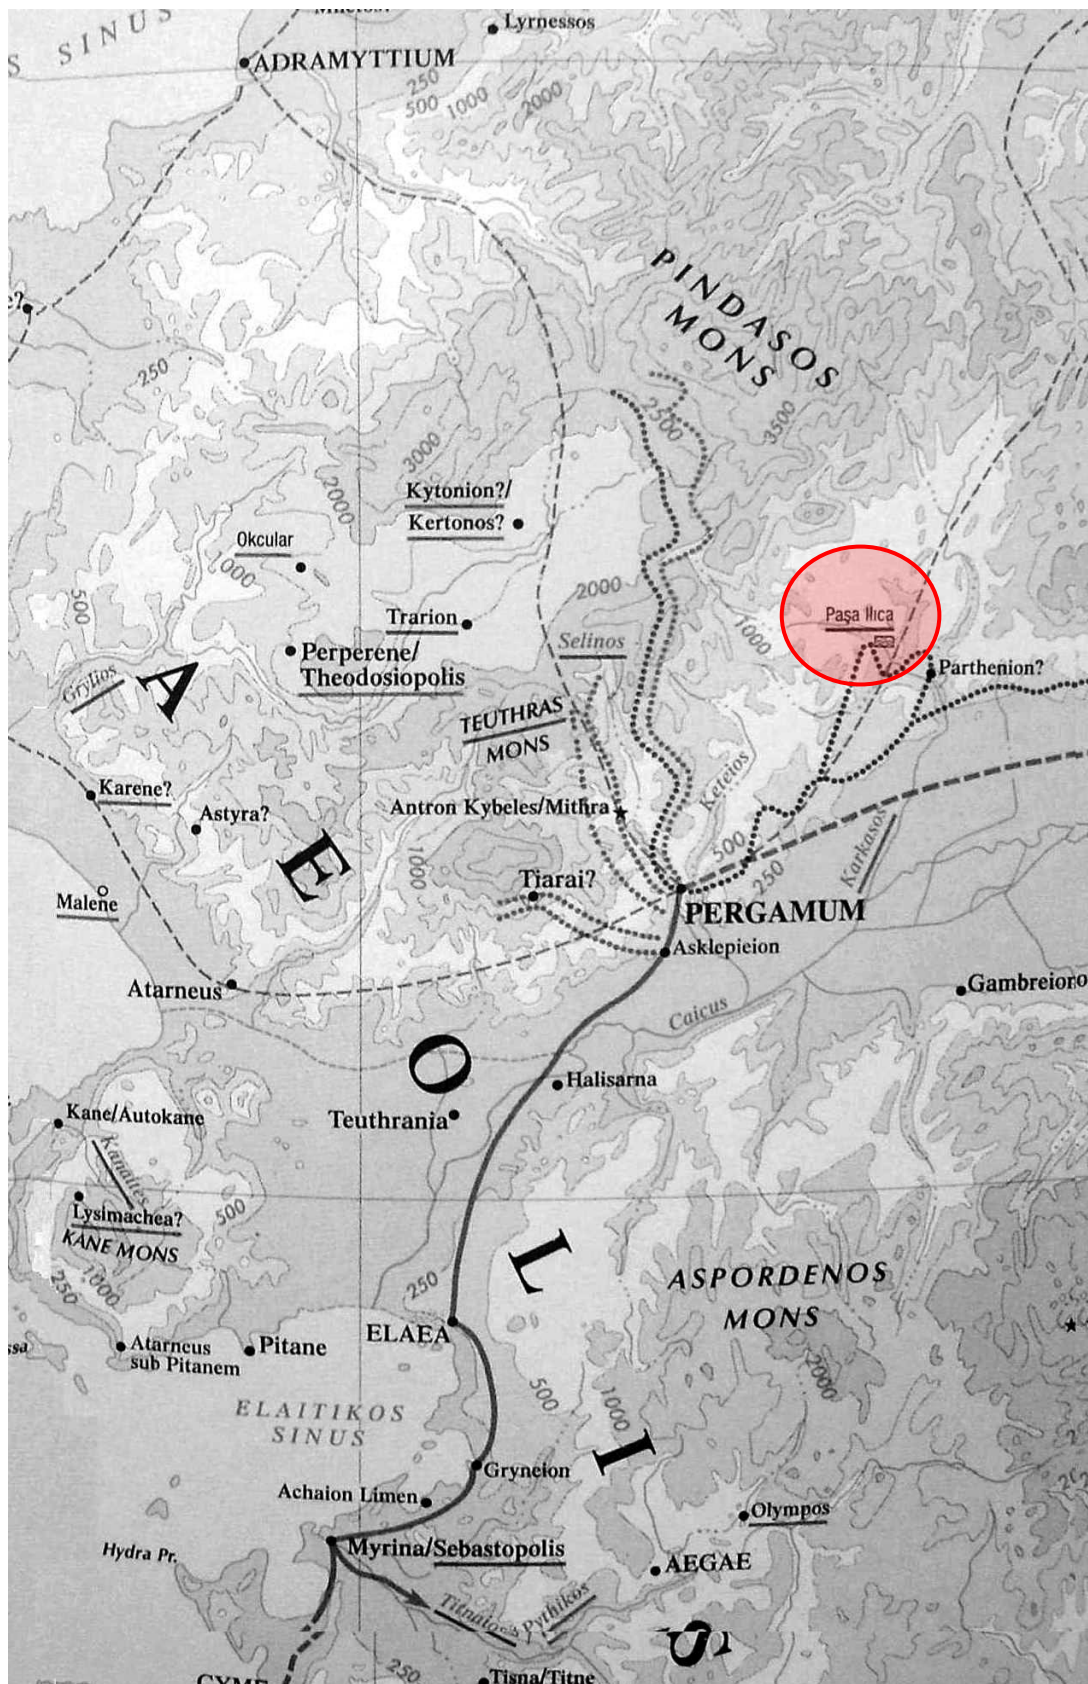 Lyrnessos
S SINUS
ADRAMYTTIUM
250
500 1000 2000
PINDASOS
MONS
250
2500
3500
3000
2000
Kytonion?/
Kertonos?
Okcular
1000
500
2000
Paşa Ilıca
Trarion
1000
Selinos
Perperene/
Theodosiopolis
Parthenion?
Grylios
TEUTHRAS
MONS
Keteios
Karene?
Astyra?
Antron Kybeles/Mithra
500
250
Karkasos
1000
Tiarai?
Malene
PERGAMUM
Asklepieion
Atarneus
Gambreion
Caicus
Halisarna
Kane/Autokane
Teuthrania
Kanaites
Lysimachea?
500
KANE MONS
250
1000
250
ASPORDENOS
MONS
ELAEA
Atarneus
sub Pitanem
Pitane
ssa
2000
500
1000
ELAITIKOS
SINUS
Gryneion
Achaion Limen
Olympos
Hydra Pr.
Myrina/Sebastopolis
AEGAE
Pythikos
250
Tisna/Titne
CYME
A E O L I S